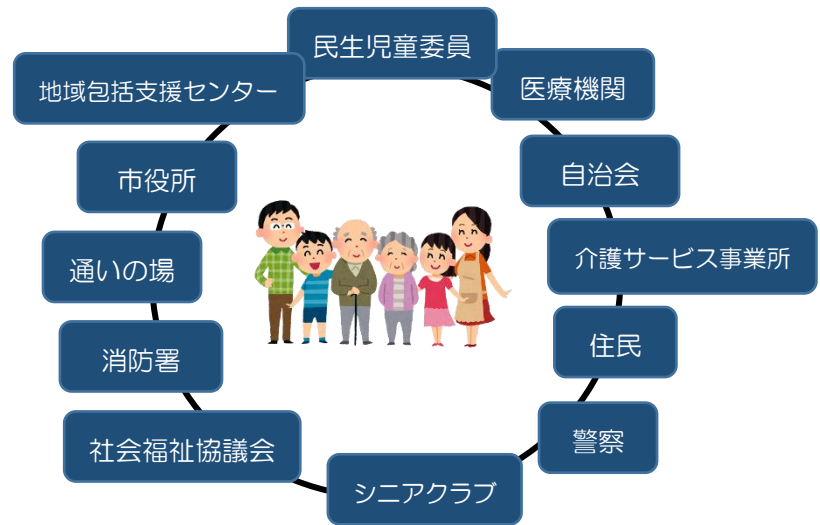 民生児童委員
医療機関
自治会
介護サービス事業所
住民
警察
シニアクラブ
社会福祉協議会
消防署
通いの場
市役所
地域包括支援センター